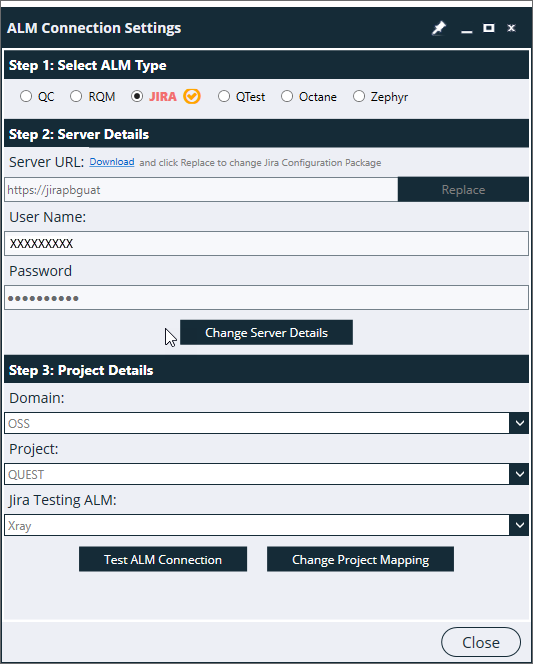 ALM Connection Settings
Step 1: Select ALM Type
QC RQM JIRA QTest Octane Zephyr
Step 2: Server Details
Server URL: Download and click Replace to change Jira Configuration Package
https://jirapbguat Replace
User Name:
XXXXXXXXX
Password
●●●●●●●●●●
Change Server Details
Step 3: Project Details
Domain:
OSS
Project:
QUEST
Jira Testing ALM:
Xray
Test ALM Connection Change Project Mapping
Close